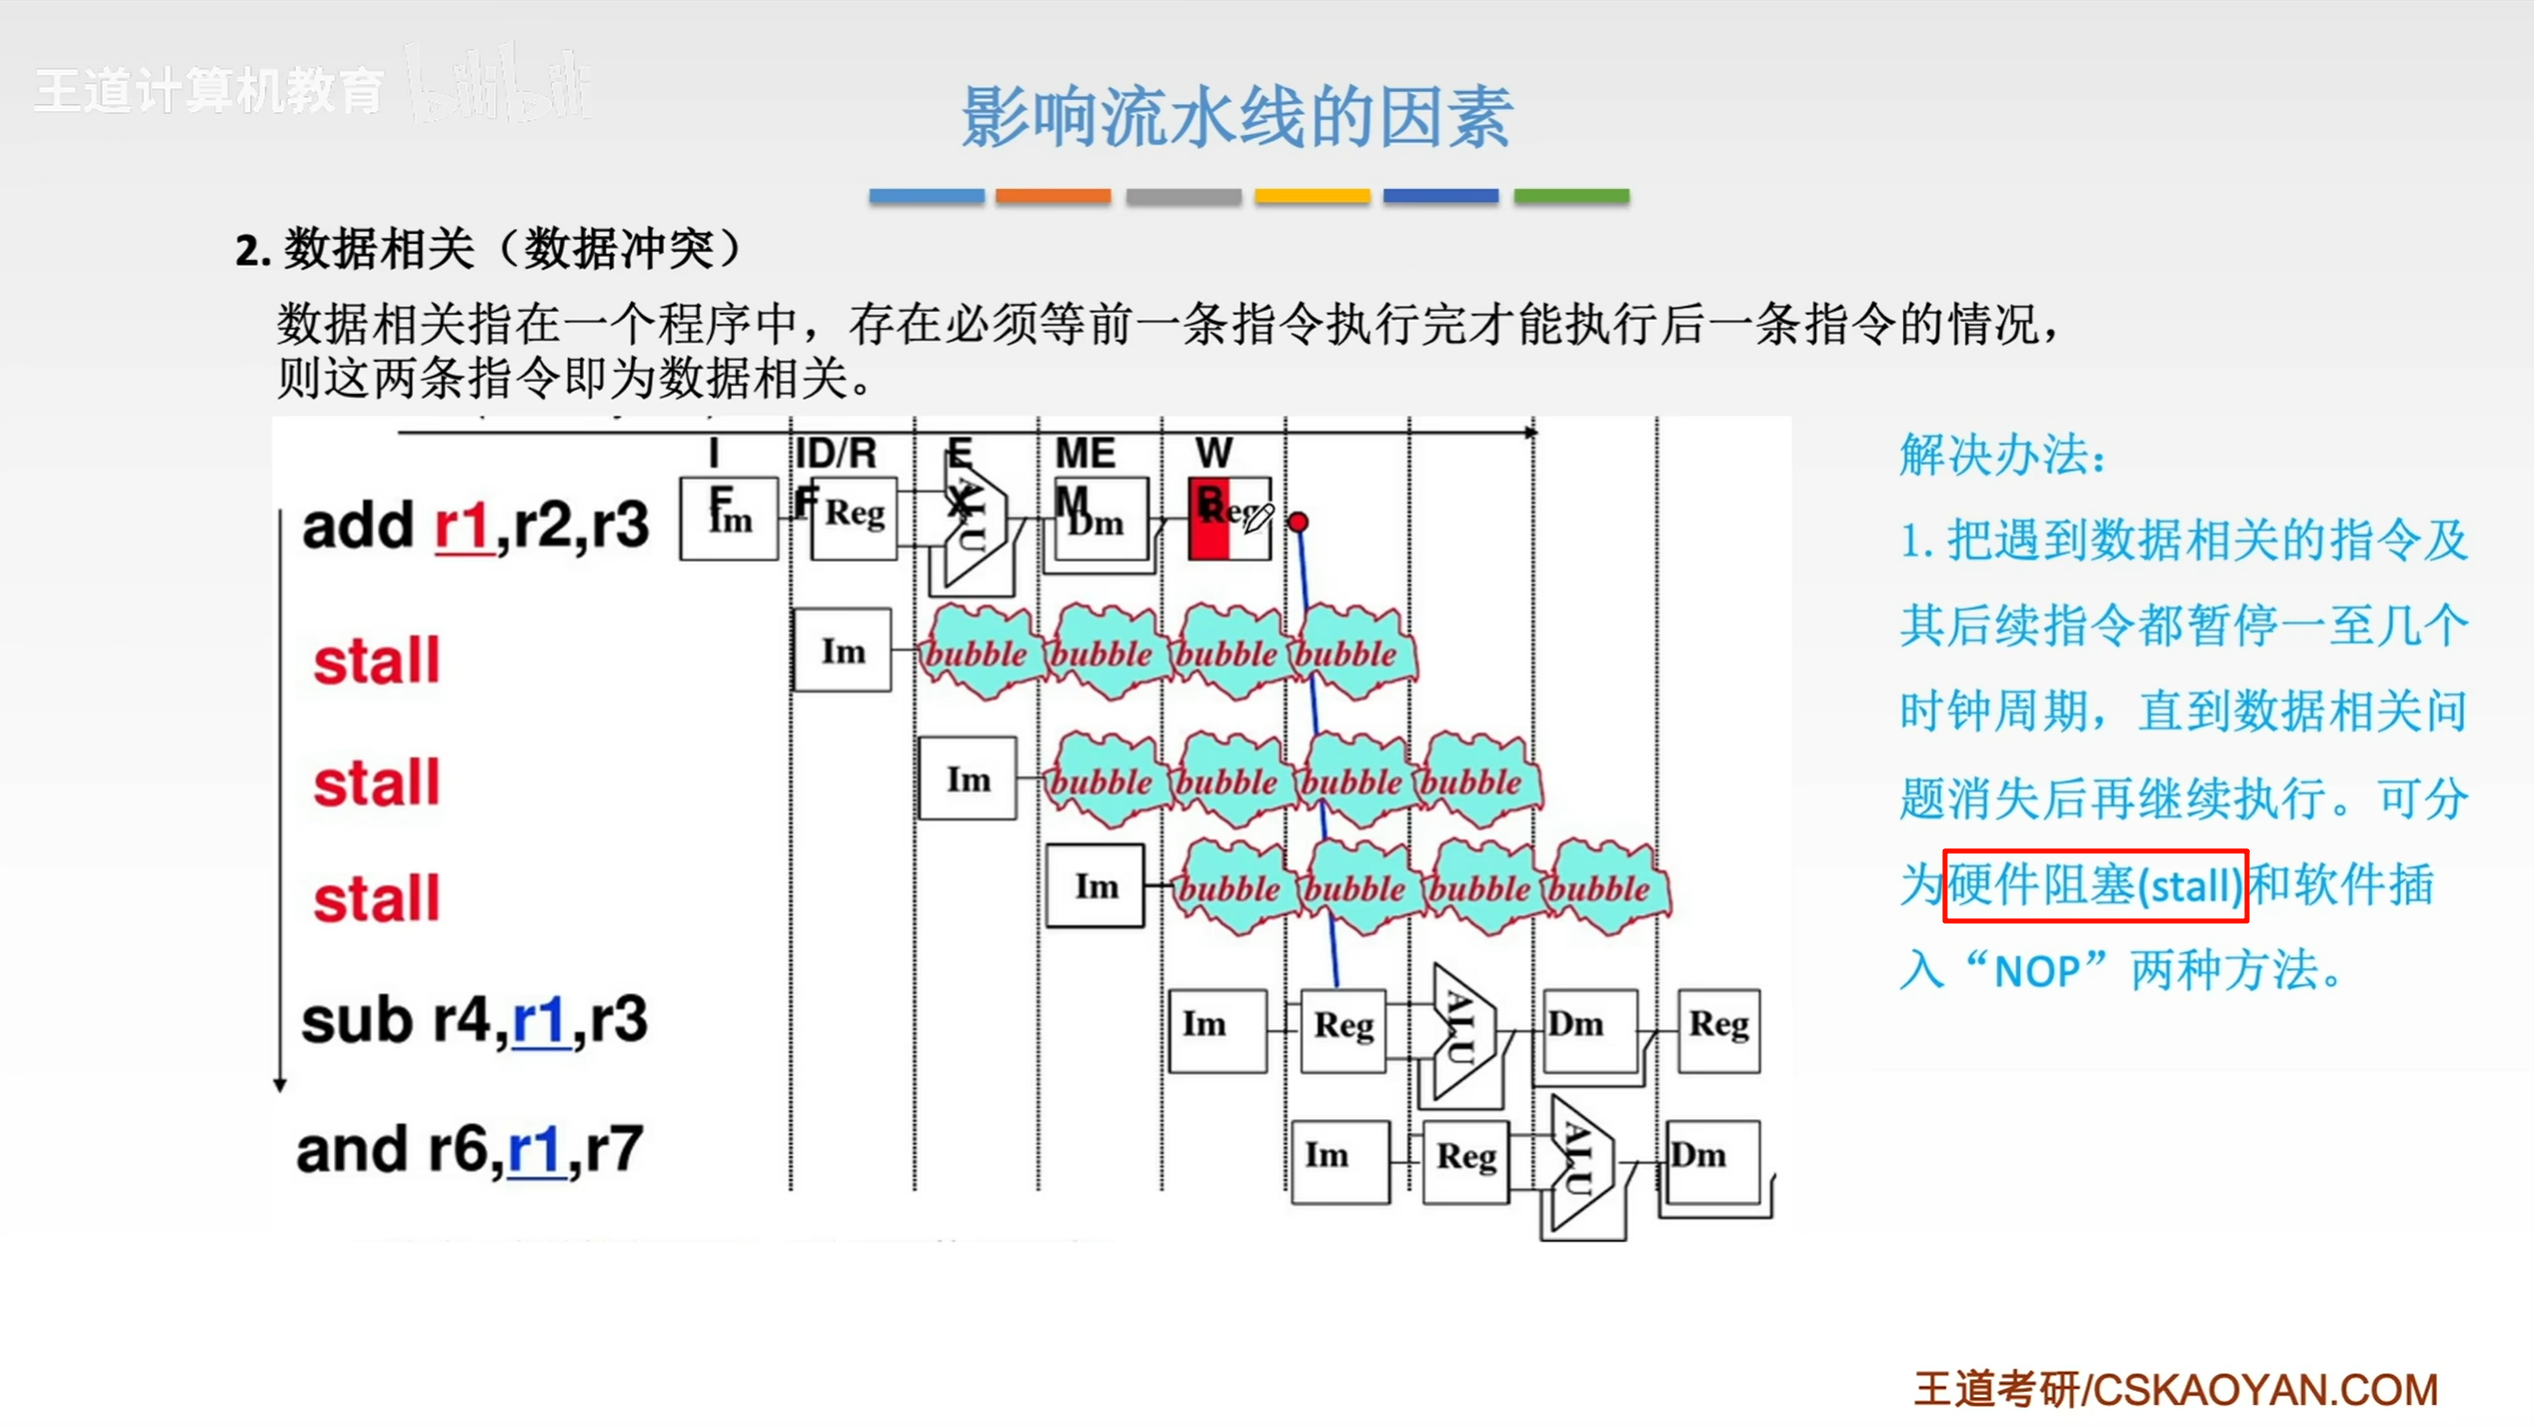 王道计算机教育 bilibili
影响流水线的因素
2. 数据相关（数据冲突）
数据相关指在一个程序中，存在必须等前一条指令执行完才能执行后一条指令的情况，
则这两条指令即为数据相关。
IF ID/RF EX MEM WB
add r1,r2,r3 Im Reg ALU Dm Reg
stall Im bubble bubble bubble bubble
stall Im bubble bubble bubble bubble
stall Im bubble bubble bubble bubble
sub r4,r1,r3 Im Reg ALU Dm Reg
and r6,r1,r7 Im Reg ALU Dm
解决办法：
1. 把遇到数据相关的指令及
其后续指令都暂停一至几个
时钟周期，直到数据相关问
题消失后再继续执行。可分
为硬件阻塞(stall)和软件插
入“NOP”两种方法。
王道考研/CSKAOYAN.COM